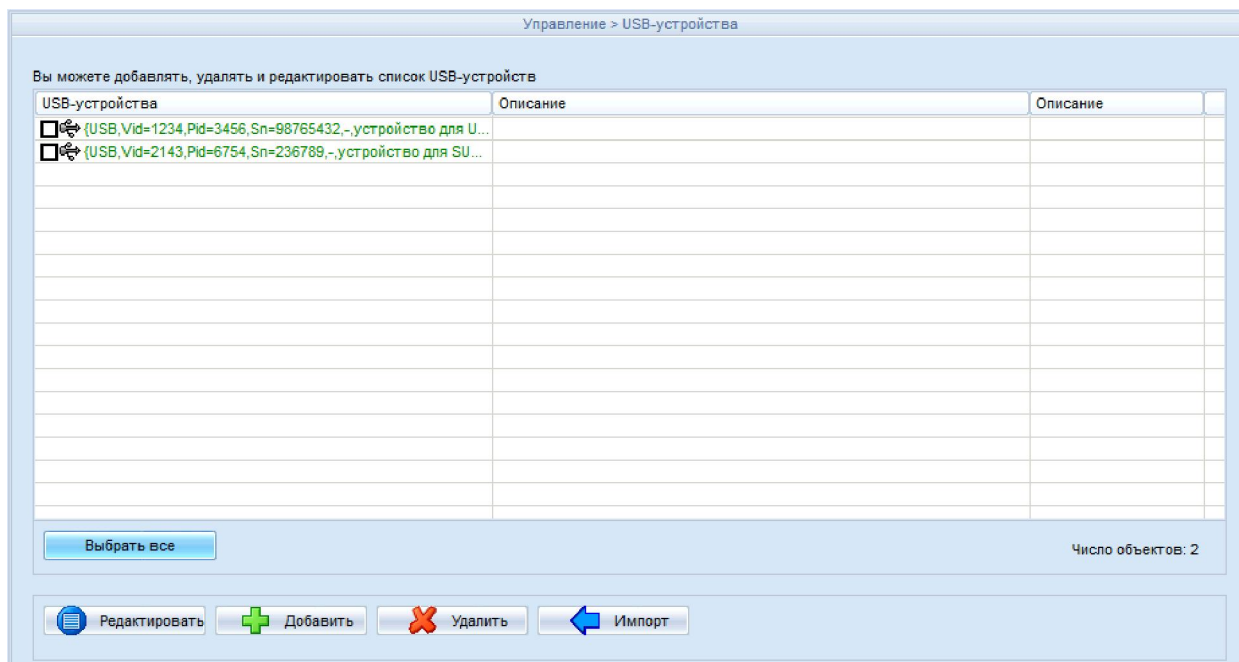 Управление > USB-устройства
Вы можете добавлять, удалять и редактировать список USB-устройств
USB-устройства Описание Описание
{USB,Vid=1234,Pid=3456,Sn=98765432,-,устройство для U...
{USB,Vid=2143,Pid=6754,Sn=236789,-,устройство для SU...
Выбрать все Число объектов: 2
Редактировать Добавить Удалить Импорт